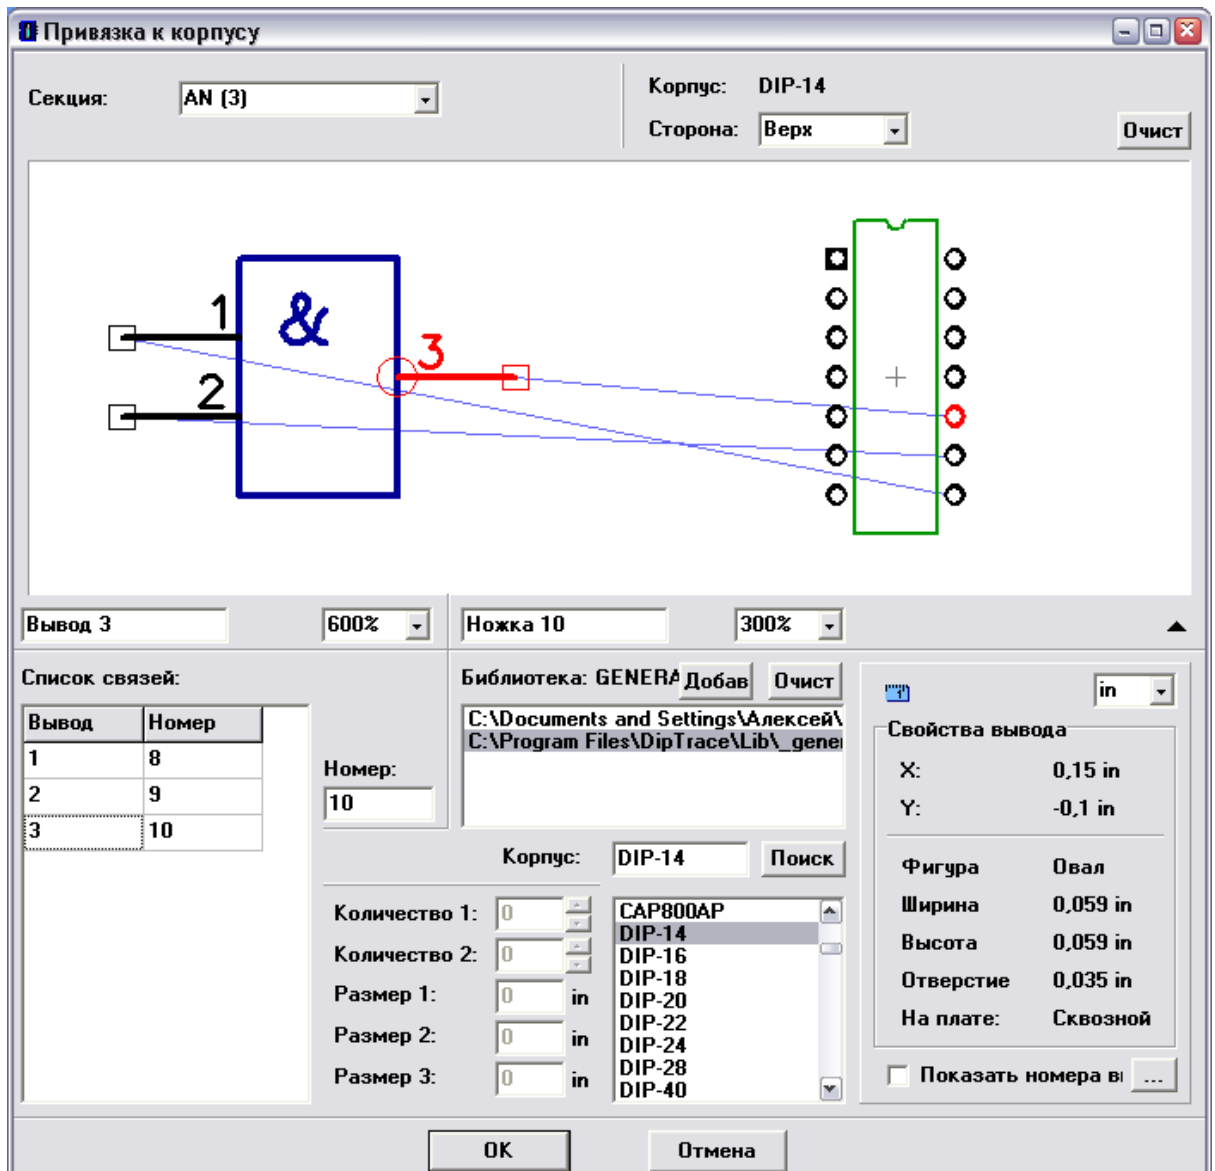 Привязка к корпусу
Секция: AN (3)
Корпус: DIP-14
Сторона: Верх
Очист
&
1
2
3
Вывод 3 600% Ножка 10 300%
Список связей:
Вывод Номер
1 8
2 9
3 10
Номер:
10
Библиотека: GENERA Добав Очист
C:\Documents and Settings\Алексей\
C:\Program Files\DipTrace\Lib\_gener
Корпус: DIP-14 Поиск
Количество 1: 0
Количество 2: 0
Размер 1: 0 in
Размер 2: 0 in
Размер 3: 0 in
CAP800AP
DIP-14
DIP-16
DIP-18
DIP-20
DIP-22
DIP-24
DIP-28
DIP-40
in
Свойства вывода
X: 0,15 in
Y: -0,1 in
Фигура Овал
Ширина 0,059 in
Высота 0,059 in
Отверстие 0,035 in
На плате: Сквозной
Показать номера вы ...
OK Отмена